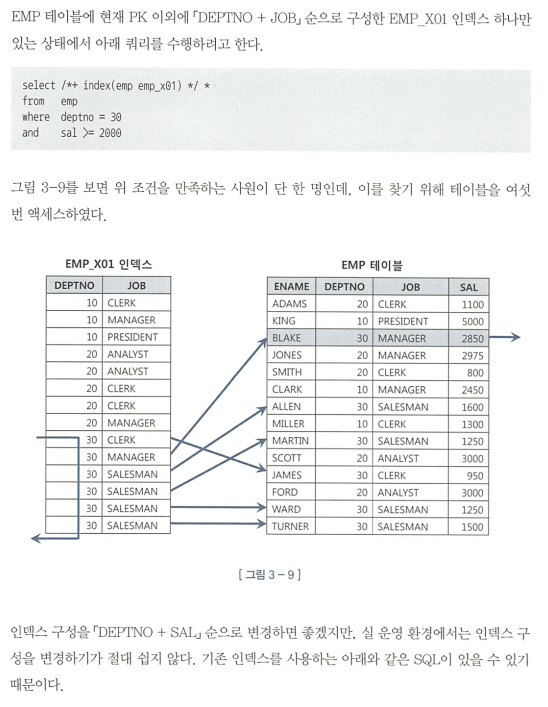 EMP 테이블에 현재 PK 이외에 「DEPTNO + JOB」 순으로 구성한 EMP_X01 인덱스 하나만
있는 상태에서 아래 쿼리를 수행하려고 한다.
select /*+ index(emp emp_x01) */ *
from emp
where deptno = 30
and sal >= 2000
그림 3-9를 보면 위 조건을 만족하는 사원이 단 한 명인데, 이를 찾기 위해 테이블을 여섯
번 액세스하였다.
EMP_X01 인덱스
DEPTNO JOB
10 CLERK
10 MANAGER
10 PRESIDENT
20 ANALYST
20 ANALYST
20 CLERK
20 CLERK
20 MANAGER
30 CLERK
30 MANAGER
30 SALESMAN
30 SALESMAN
30 SALESMAN
30 SALESMAN
EMP 테이블
ENAME DEPTNO JOB SAL
ADAMS 20 CLERK 1100
KING 10 PRESIDENT 5000
BLAKE 30 MANAGER 2850
JONES 20 MANAGER 2975
SMITH 20 CLERK 800
CLARK 10 MANAGER 2450
ALLEN 30 SALESMAN 1600
MILLER 10 CLERK 1300
MARTIN 30 SALESMAN 1250
SCOTT 20 ANALYST 3000
JAMES 30 CLERK 950
FORD 20 ANALYST 3000
WARD 30 SALESMAN 1250
TURNER 30 SALESMAN 1500
[ 그림 3-9 ]
인덱스 구성을 「DEPTNO + SAL」 순으로 변경하면 좋겠지만, 실 운영 환경에서는 인덱스 구
성을 변경하기가 절대 쉽지 않다. 기존 인덱스를 사용하는 아래와 같은 SQL이 있을 수 있기
때문이다.